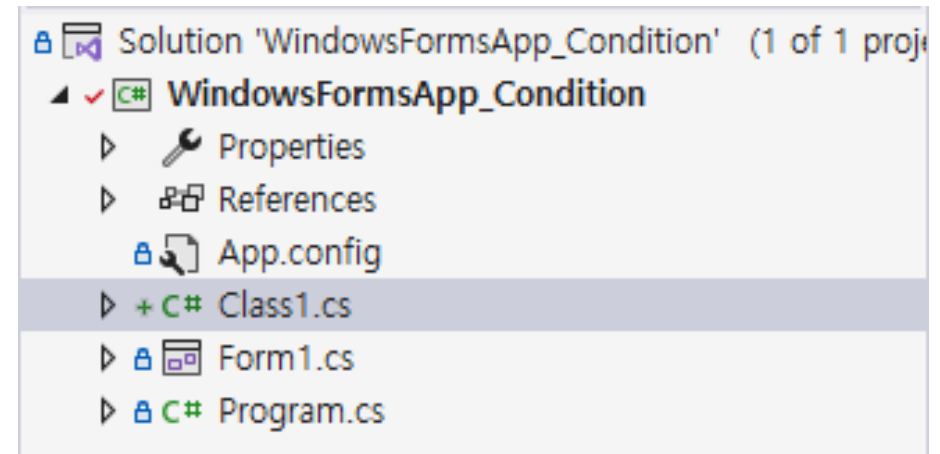 Solution 'WindowsFormsApp_Condition' (1 of 1 proje
C# WindowsFormsApp_Condition
Properties
References
App.config
C# Class1.cs
Form1.cs
C# Program.cs